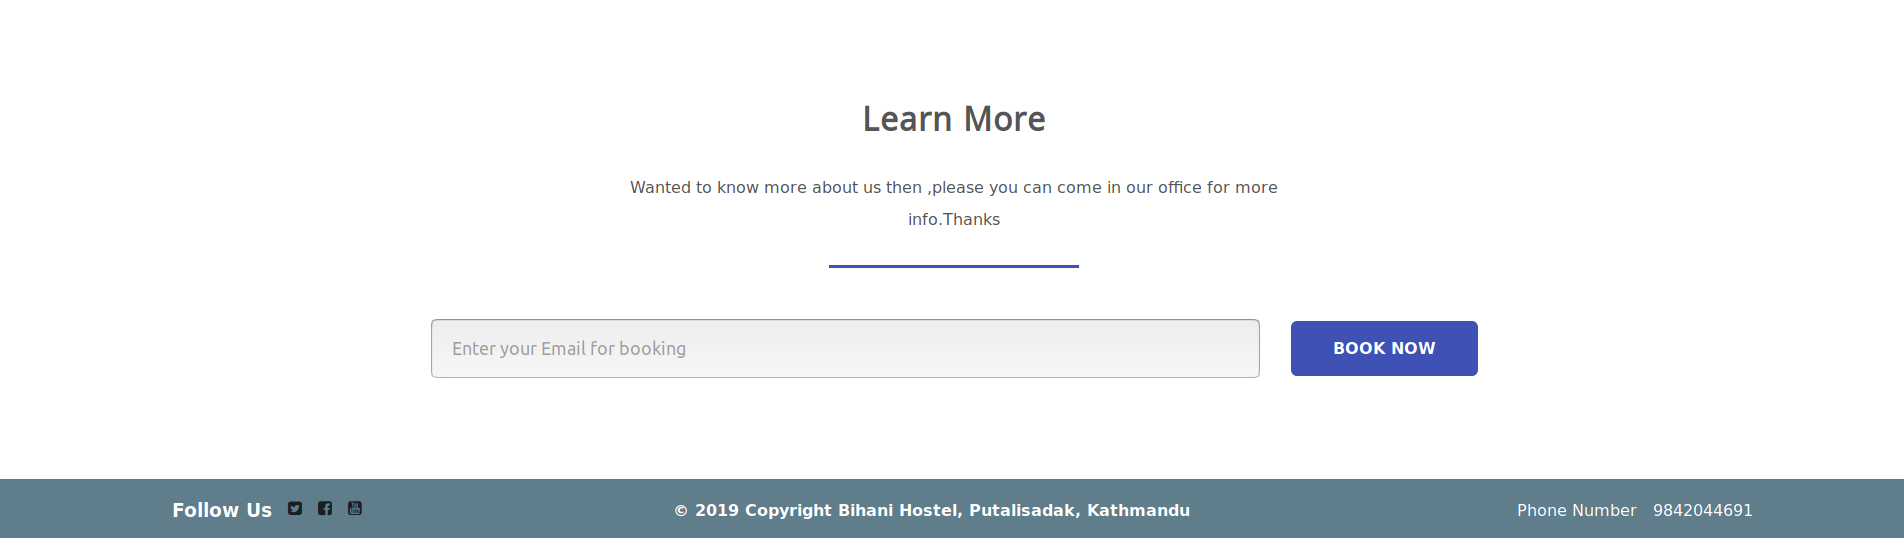 Learn More
Wanted to know more about us then ,please you can come in our office for more
info.Thanks
Enter your Email for booking
BOOK NOW
Follow Us
© 2019 Copyright Bihani Hostel, Putalisadak, Kathmandu
Phone Number 9842044691